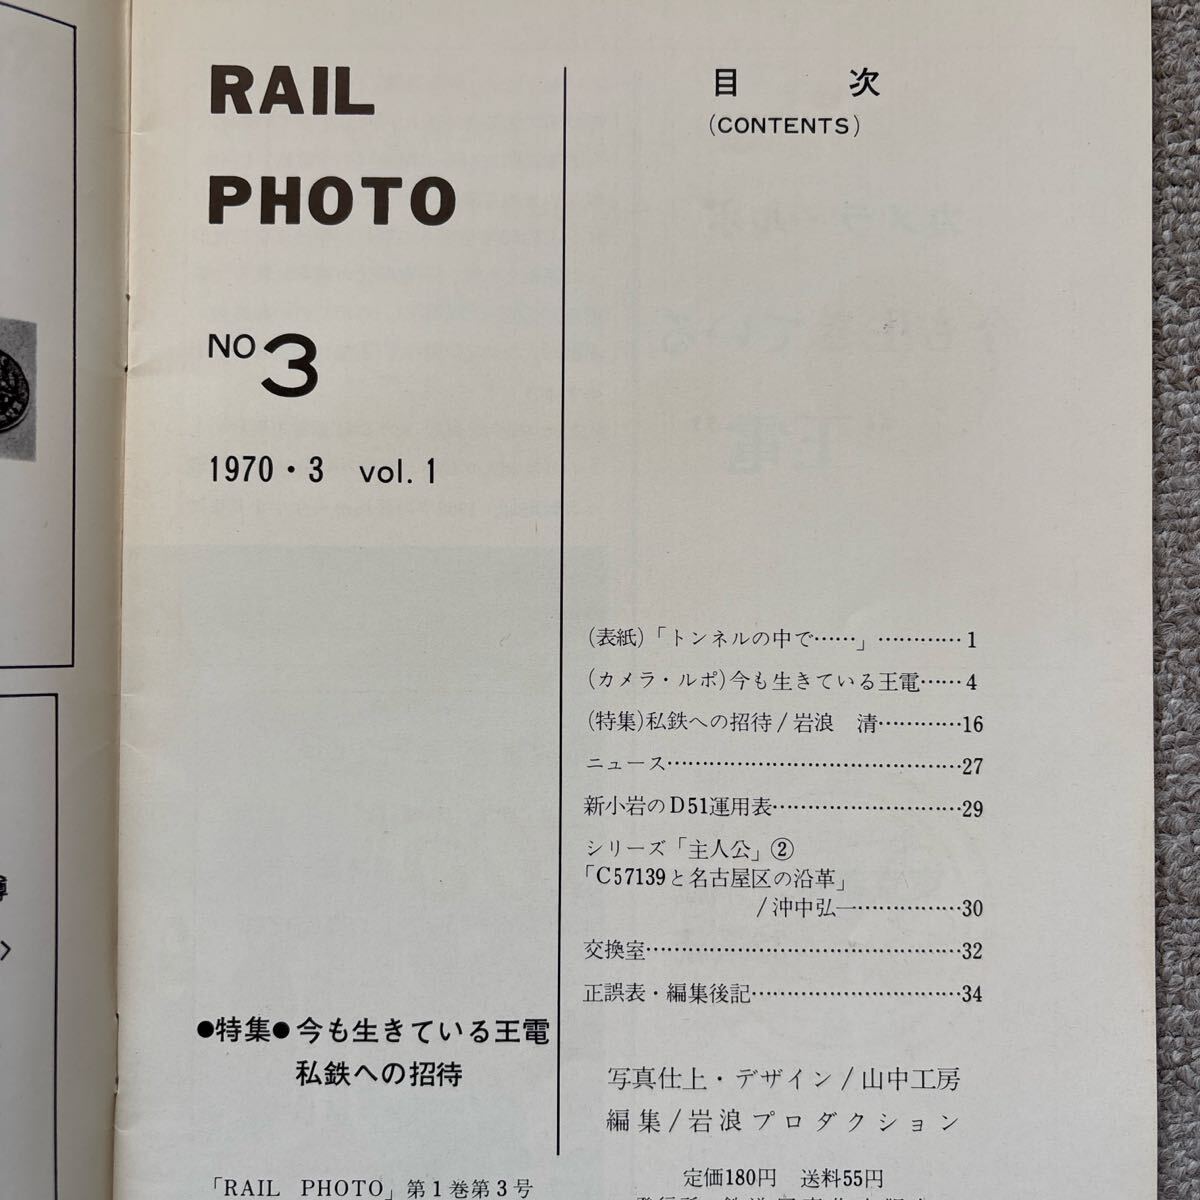 RAIL
PHOTO
NO 3
1970・3 vol.1
●特集●今も生きている王電
私鉄への招待
「RAIL PHOTO」第1巻第3号
目 次
(CONTENTS)
(表紙)「トンネルの中で……」…………1
(カメラ・ルポ)今も生きている王電……4
(特集)私鉄への招待/岩浪 清…………16
ニュース……………………………………27
新小岩のD51運用表………………………29
シリーズ「主人公」②
「C57139と名古屋区の沿革」
/沖中弘一……………30
交換室………………………………………32
正誤表・編集後記…………………………34
写真仕上・デザイン/山中工房
編集/岩浪プロダクション
定価180円 送料55円